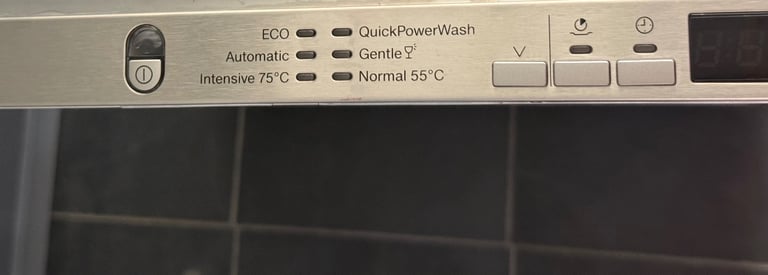 ECO
QuickPowerWash
Automatic
Gentle
Intensive 75°C
Normal 55°C